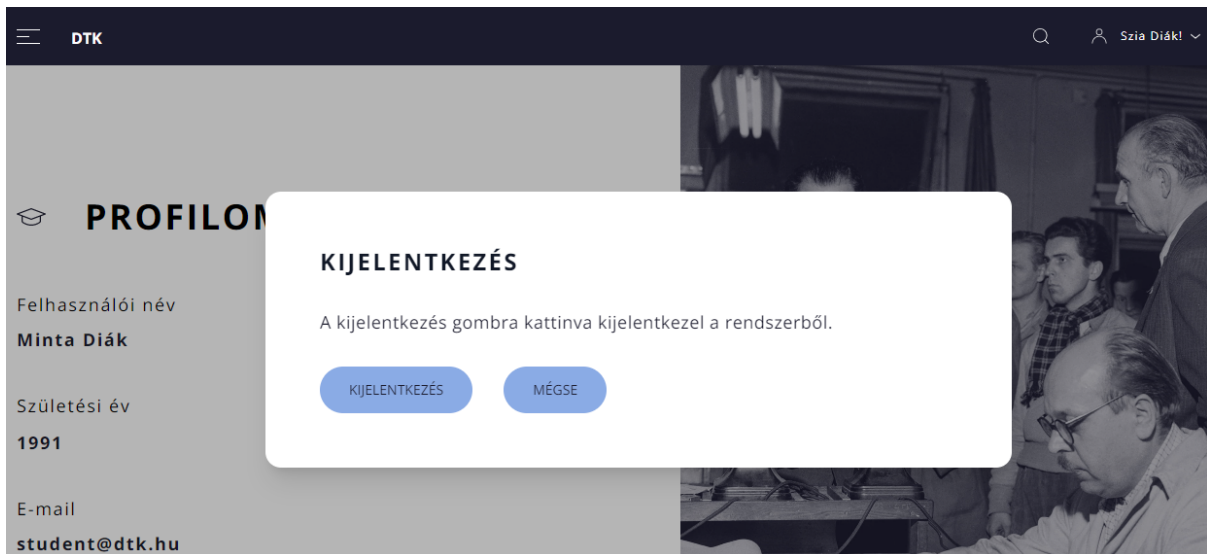 DTK
Szia Diák!
PROFILOM
Felhasználói név
Minta Diák
Születési év
1991
E-mail
student@dtk.hu
KIJELENTKEZÉS
A kijelentkezés gombra kattinva kijelentkezel a rendszerből.
KIJELENTKEZÉS
MÉGSE